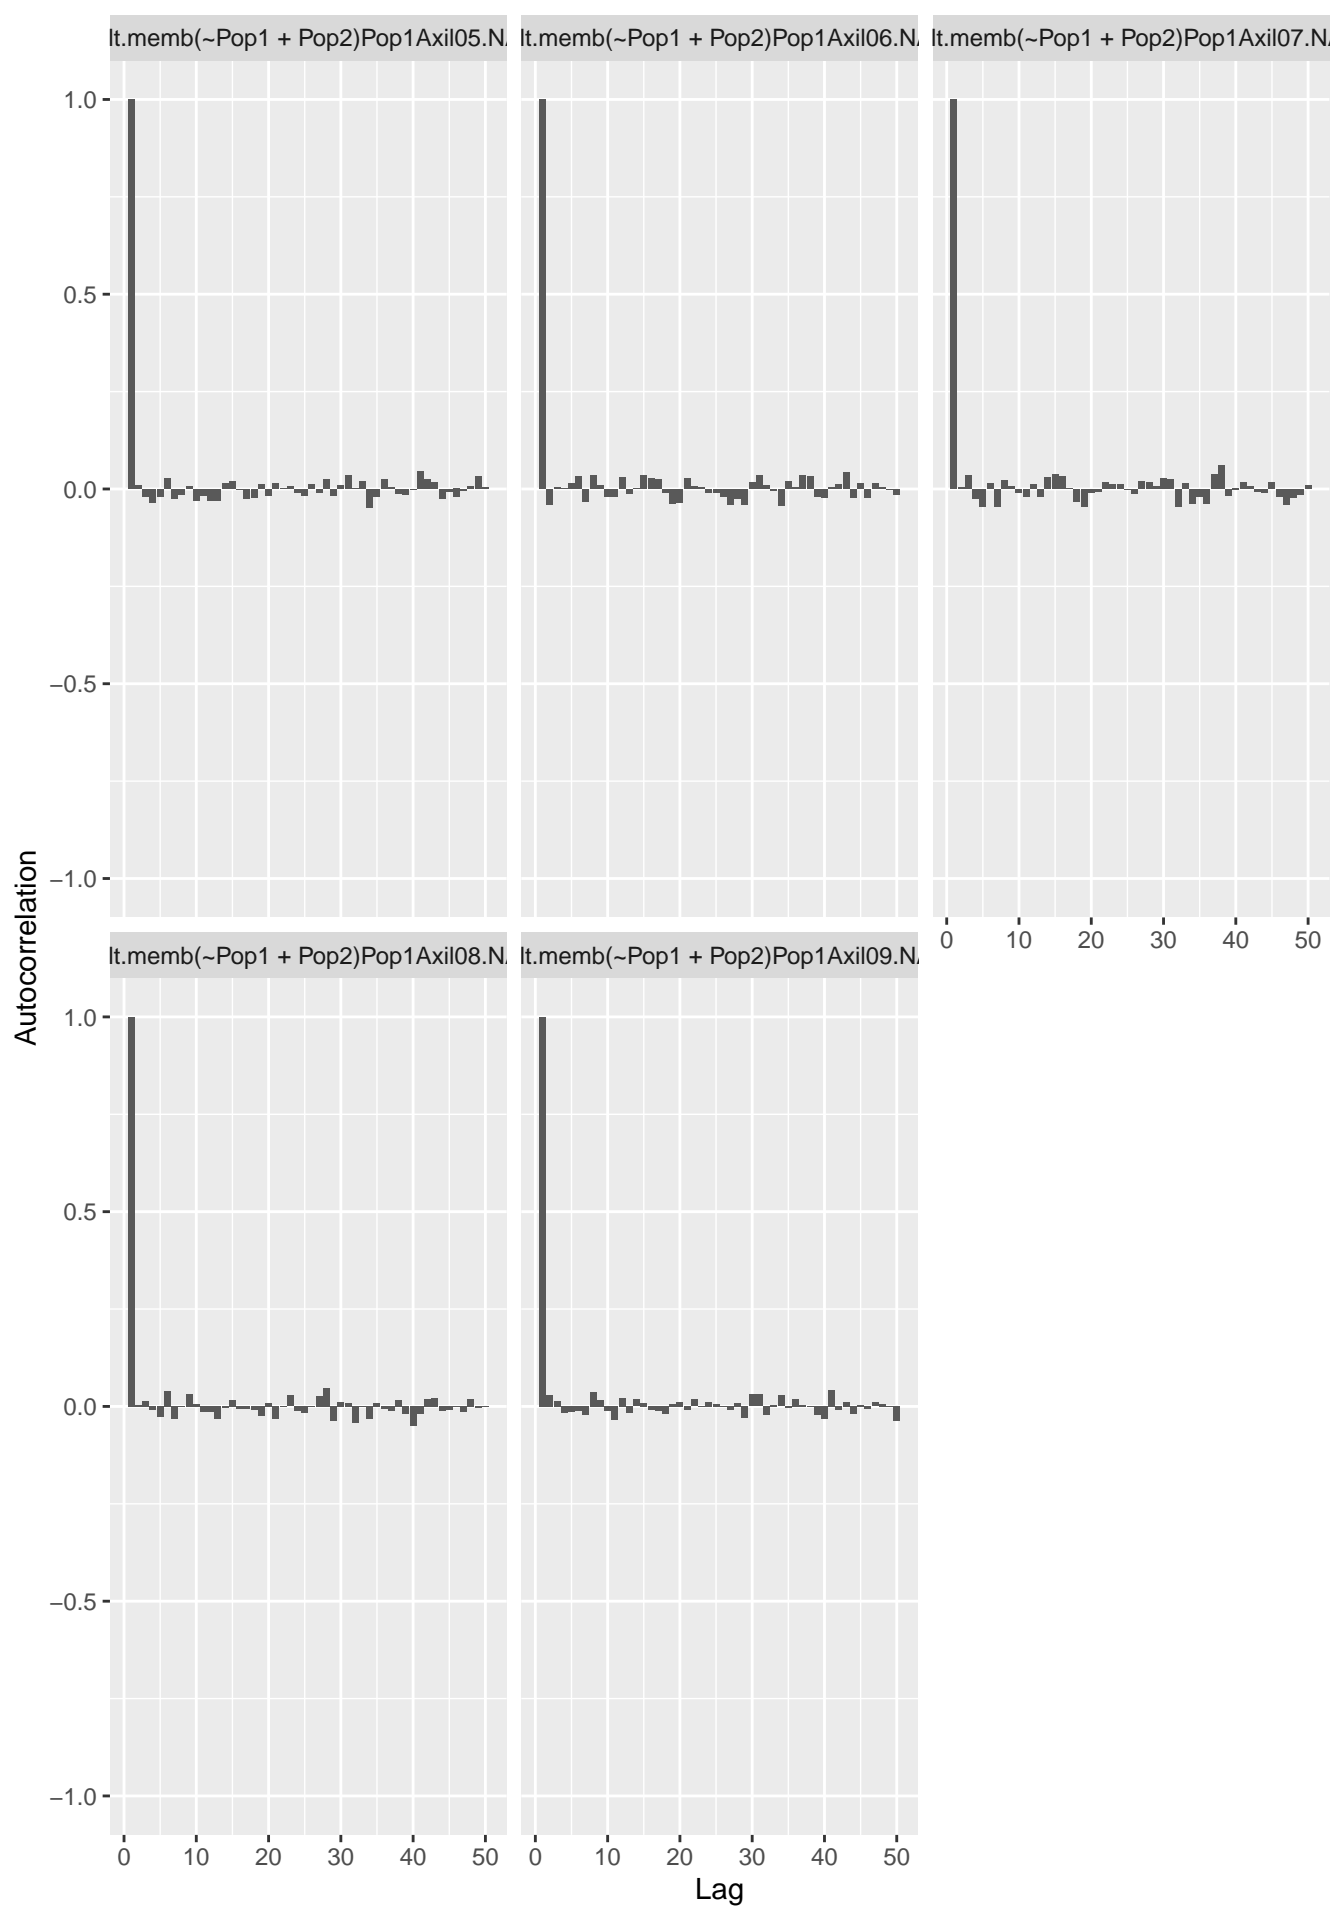 lt.memb(~Pop1 + Pop2)Pop1Axil05.N
lt.memb(~Pop1 + Pop2)Pop1Axil06.N
lt.memb(~Pop1 + Pop2)Pop1Axil07.N
1.0
0.5
0.0
−0.5
−1.0
0 10 20 30 40 50
Autocorrelation
lt.memb(~Pop1 + Pop2)Pop1Axil08.N
lt.memb(~Pop1 + Pop2)Pop1Axil09.N
1.0
0.5
0.0
−0.5
−1.0
0 10 20 30 40 50
0 10 20 30 40 50
Lag